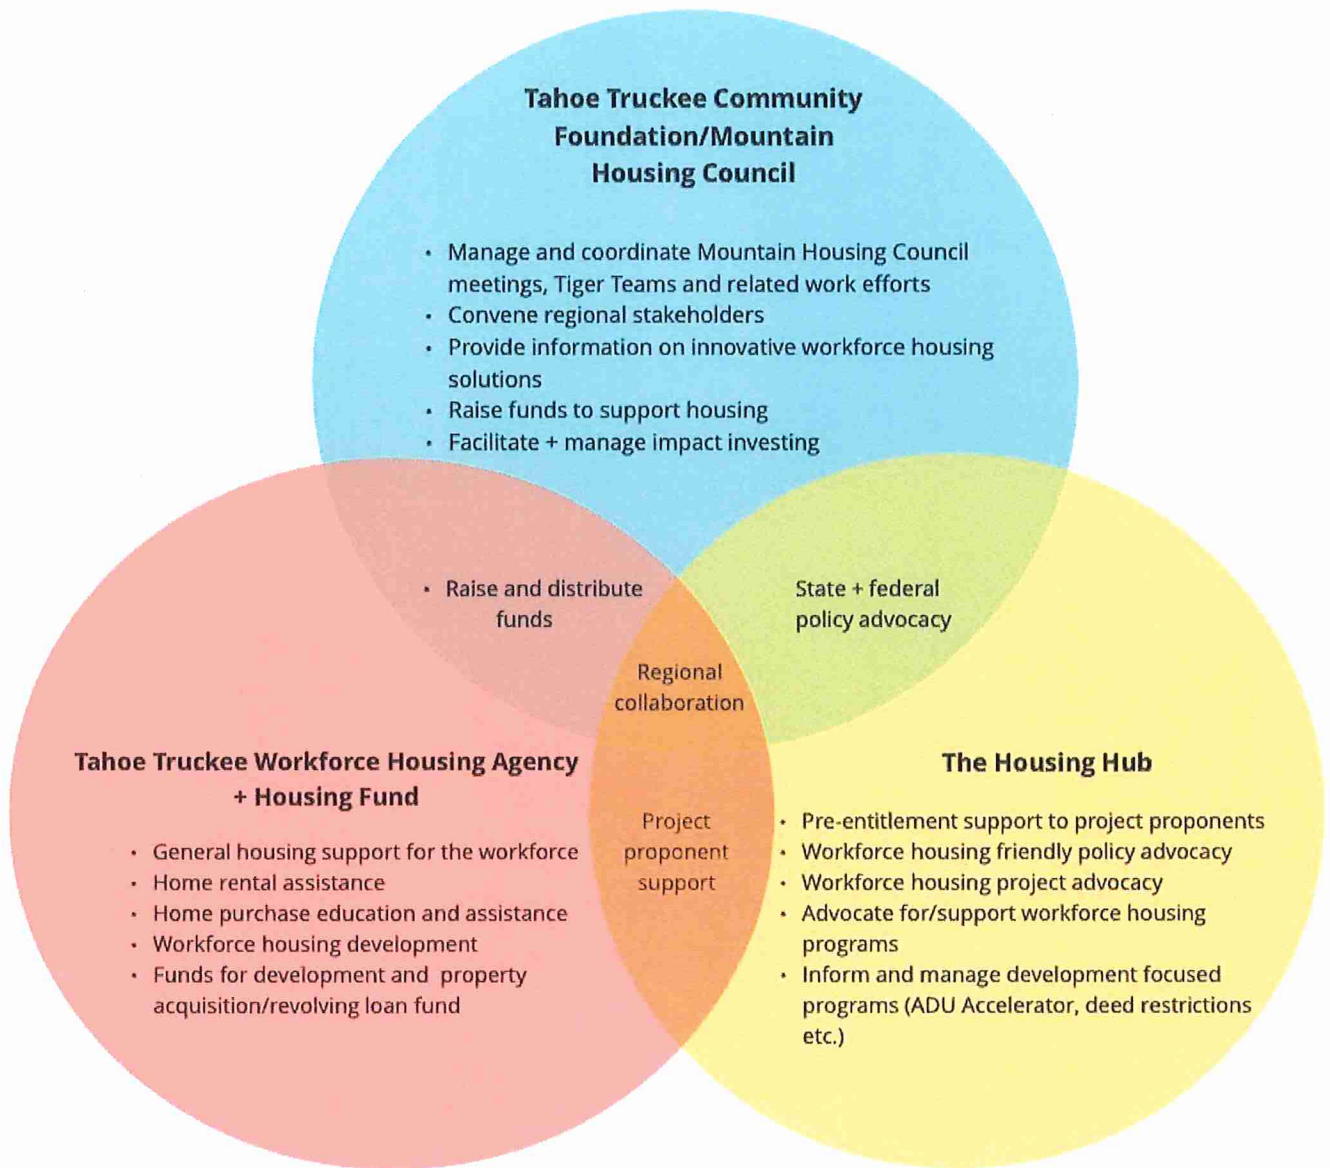 Tahoe Truckee Community
Foundation/Mountain
Housing Council
• Manage and coordinate Mountain Housing Council
meetings, Tiger Teams and related work efforts
• Convene regional stakeholders
• Provide information on innovative workforce housing
solutions
• Raise funds to support housing
• Facilitate + manage impact investing
• Raise and distribute
funds
State + federal
policy advocacy
Regional
collaboration
Tahoe Truckee Workforce Housing Agency
+ Housing Fund
• General housing support for the workforce
• Home rental assistance
• Home purchase education and assistance
• Workforce housing development
• Funds for development and property
acquisition/revolving loan fund
Project
proponent
support
The Housing Hub
• Pre-entitlement support to project proponents
• Workforce housing friendly policy advocacy
• Workforce housing project advocacy
• Advocate for/support workforce housing
programs
• Inform and manage development focused
programs (ADU Accelerator, deed restrictions
etc.)